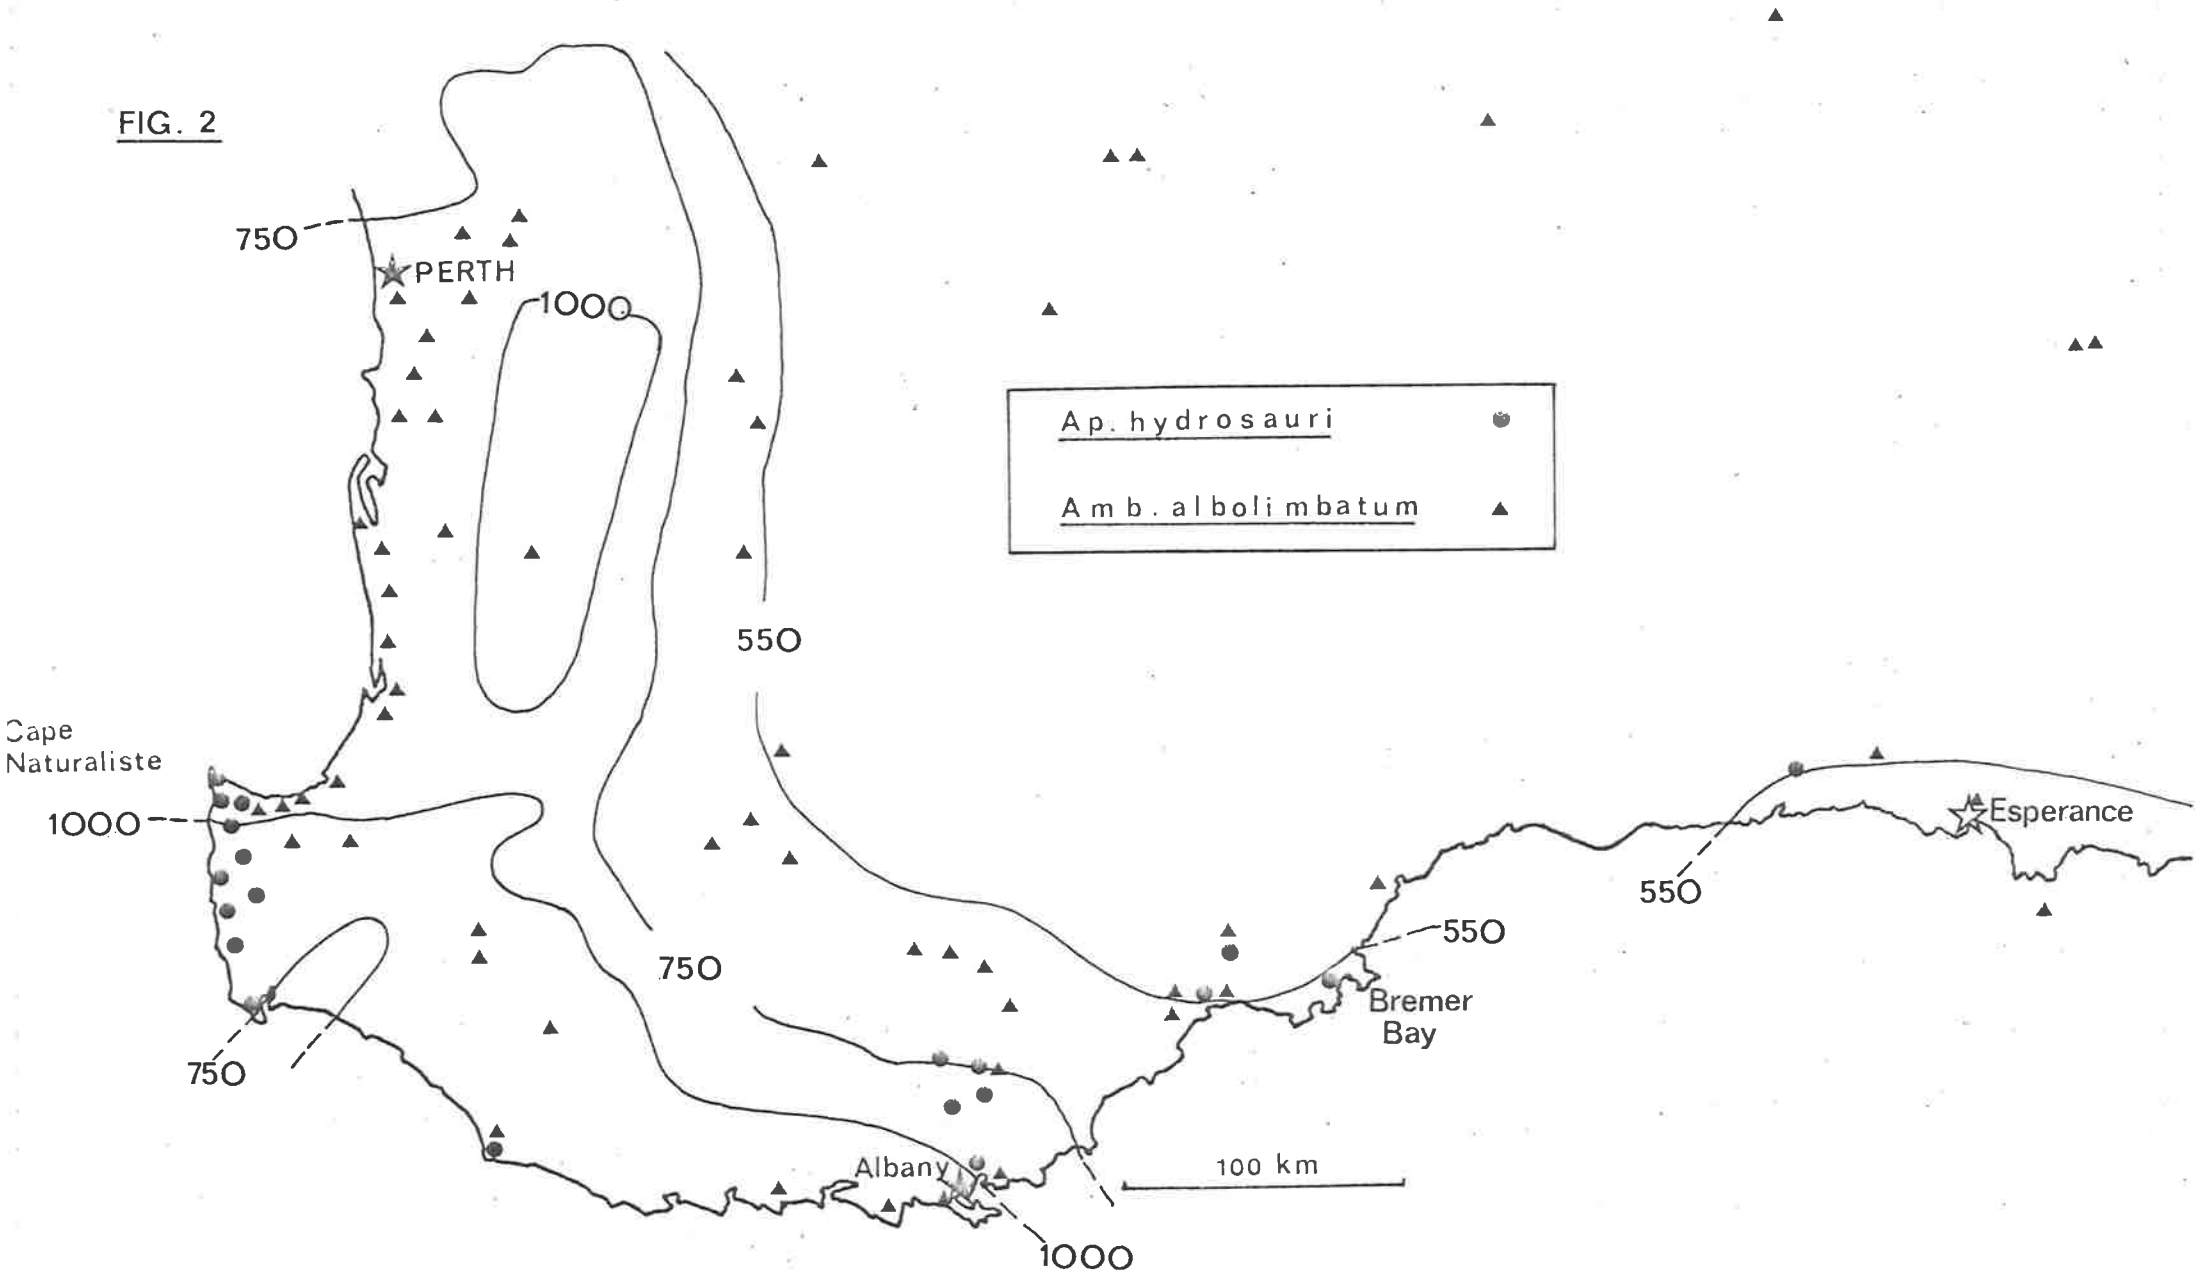 FIG. 2
750
PERTH
1000
Ap. hydrosauri
Amb. albolimbatum
550
Cape
Naturaliste
1000
Esperance
550
550
750
Bremer
Bay
750
Albany
100 km
1000